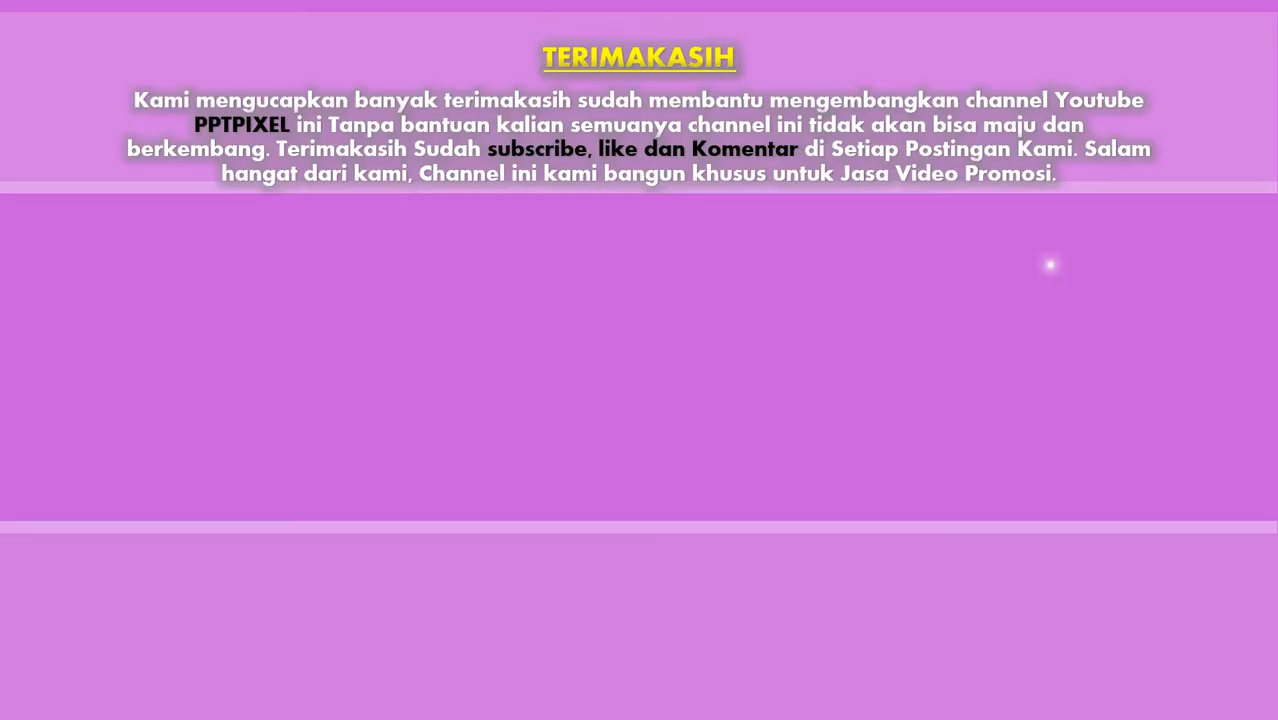 TERIMAKASIH
Kami mengucapkan banyak terimakasih sudah membantu mengembangkan channel Youtube
PPTPIXEL ini Tanpa bantuan kalian semuanya channel ini tidak akan bisa maju dan
berkembang. Terimakasih Sudah subscribe, like dan Komentar di Setiap Postingan Kami. Salam
hangat dari kami, Channel ini kami bangun khusus untuk Jasa Video Promosi.